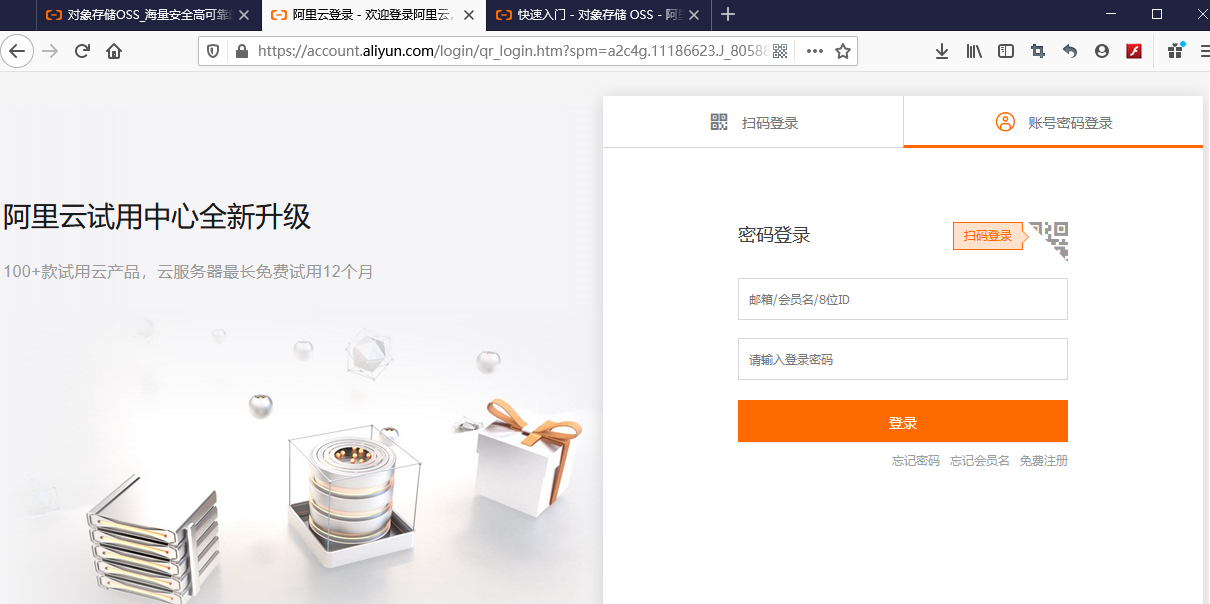 对象存储OSS_海量安全高可靠
阿里云登录 - 欢迎登录阿里云,
快速入门 - 对象存储 OSS - 阿
https://account.aliyun.com/login/qr_login.htm?spm=a2c4g.11186623.J_80588
扫码登录
账号密码登录
阿里云试用中心全新升级
100+款试用云产品，云服务器最长免费试用12个月
密码登录
扫码登录
邮箱/会员名/8位ID
请输入登录密码
登录
忘记密码 忘记会员名 免费注册